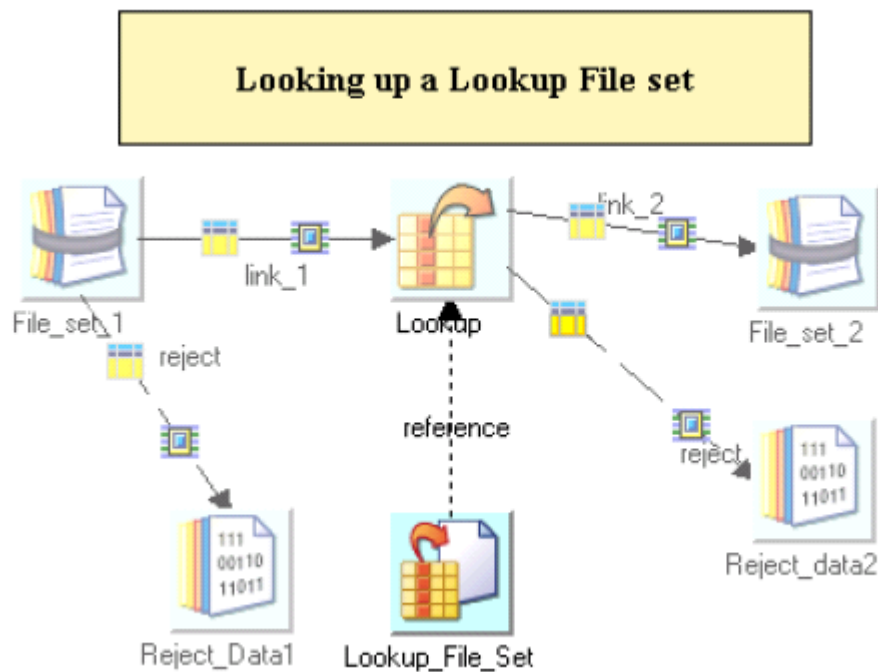 Looking up a Lookup File set
link_2
link_1
File_set_1
Lookup
File_set_2
reject
reference
reject
111
00110
11011
111
00110
11011
Reject_data2
Reject_Data1
Lookup_File_Set